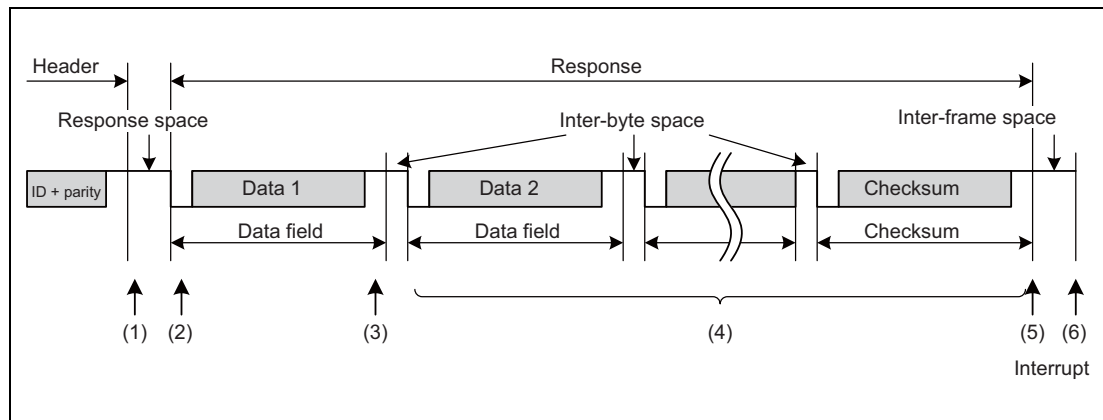 Header
Response
Response space
Inter-byte space
Inter-frame space
ID + parity
Data 1
Data 2
Checksum
Data field
Data field
Checksum
(1)
(2)
(3)
(4)
(5)
(6)
Interrupt